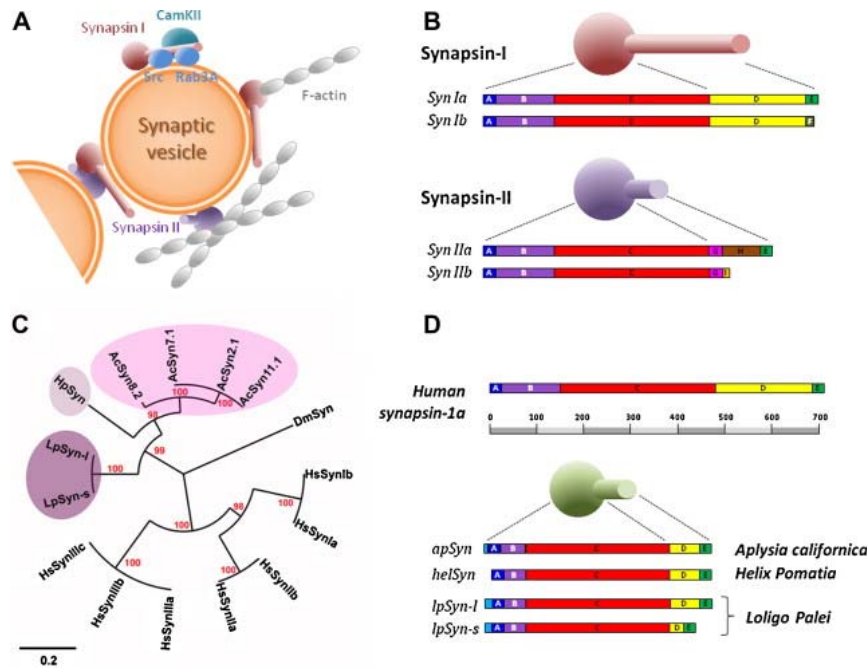 A
CamKII
Synapsin I
Src
Rab3A
F-actin
Synaptic
vesicle
Synapsin II
B
Synapsin-I
Syn Ia
A B C D E
Syn Ib
A B C D F
Synapsin-II
Syn IIa
A B C G H E
Syn IIb
A B C G I
C
AcSyn8.2
AcSyn7.1
AcSyn2.1
AcSyn11.1
HpSyn
100
100
98
DmSyn
LpSyn-l
99
100
LpSyn-s
HsSynIb
98
100
HsSynIa
100
HsSynIIIc
100
HsSynIIIb
HsSynIIIa
100
HsSynIIb
HsSynIIa
0.2
D
Human
synapsin-1a
A B C D E
0 100 200 300 400 500 600 700
apSyn
A B C D E
Aplysia californica
helSyn
A B C D E
Helix Pomatia
lpSyn-l
A B C D E
Loligo Palei
lpSyn-s
A B C D E